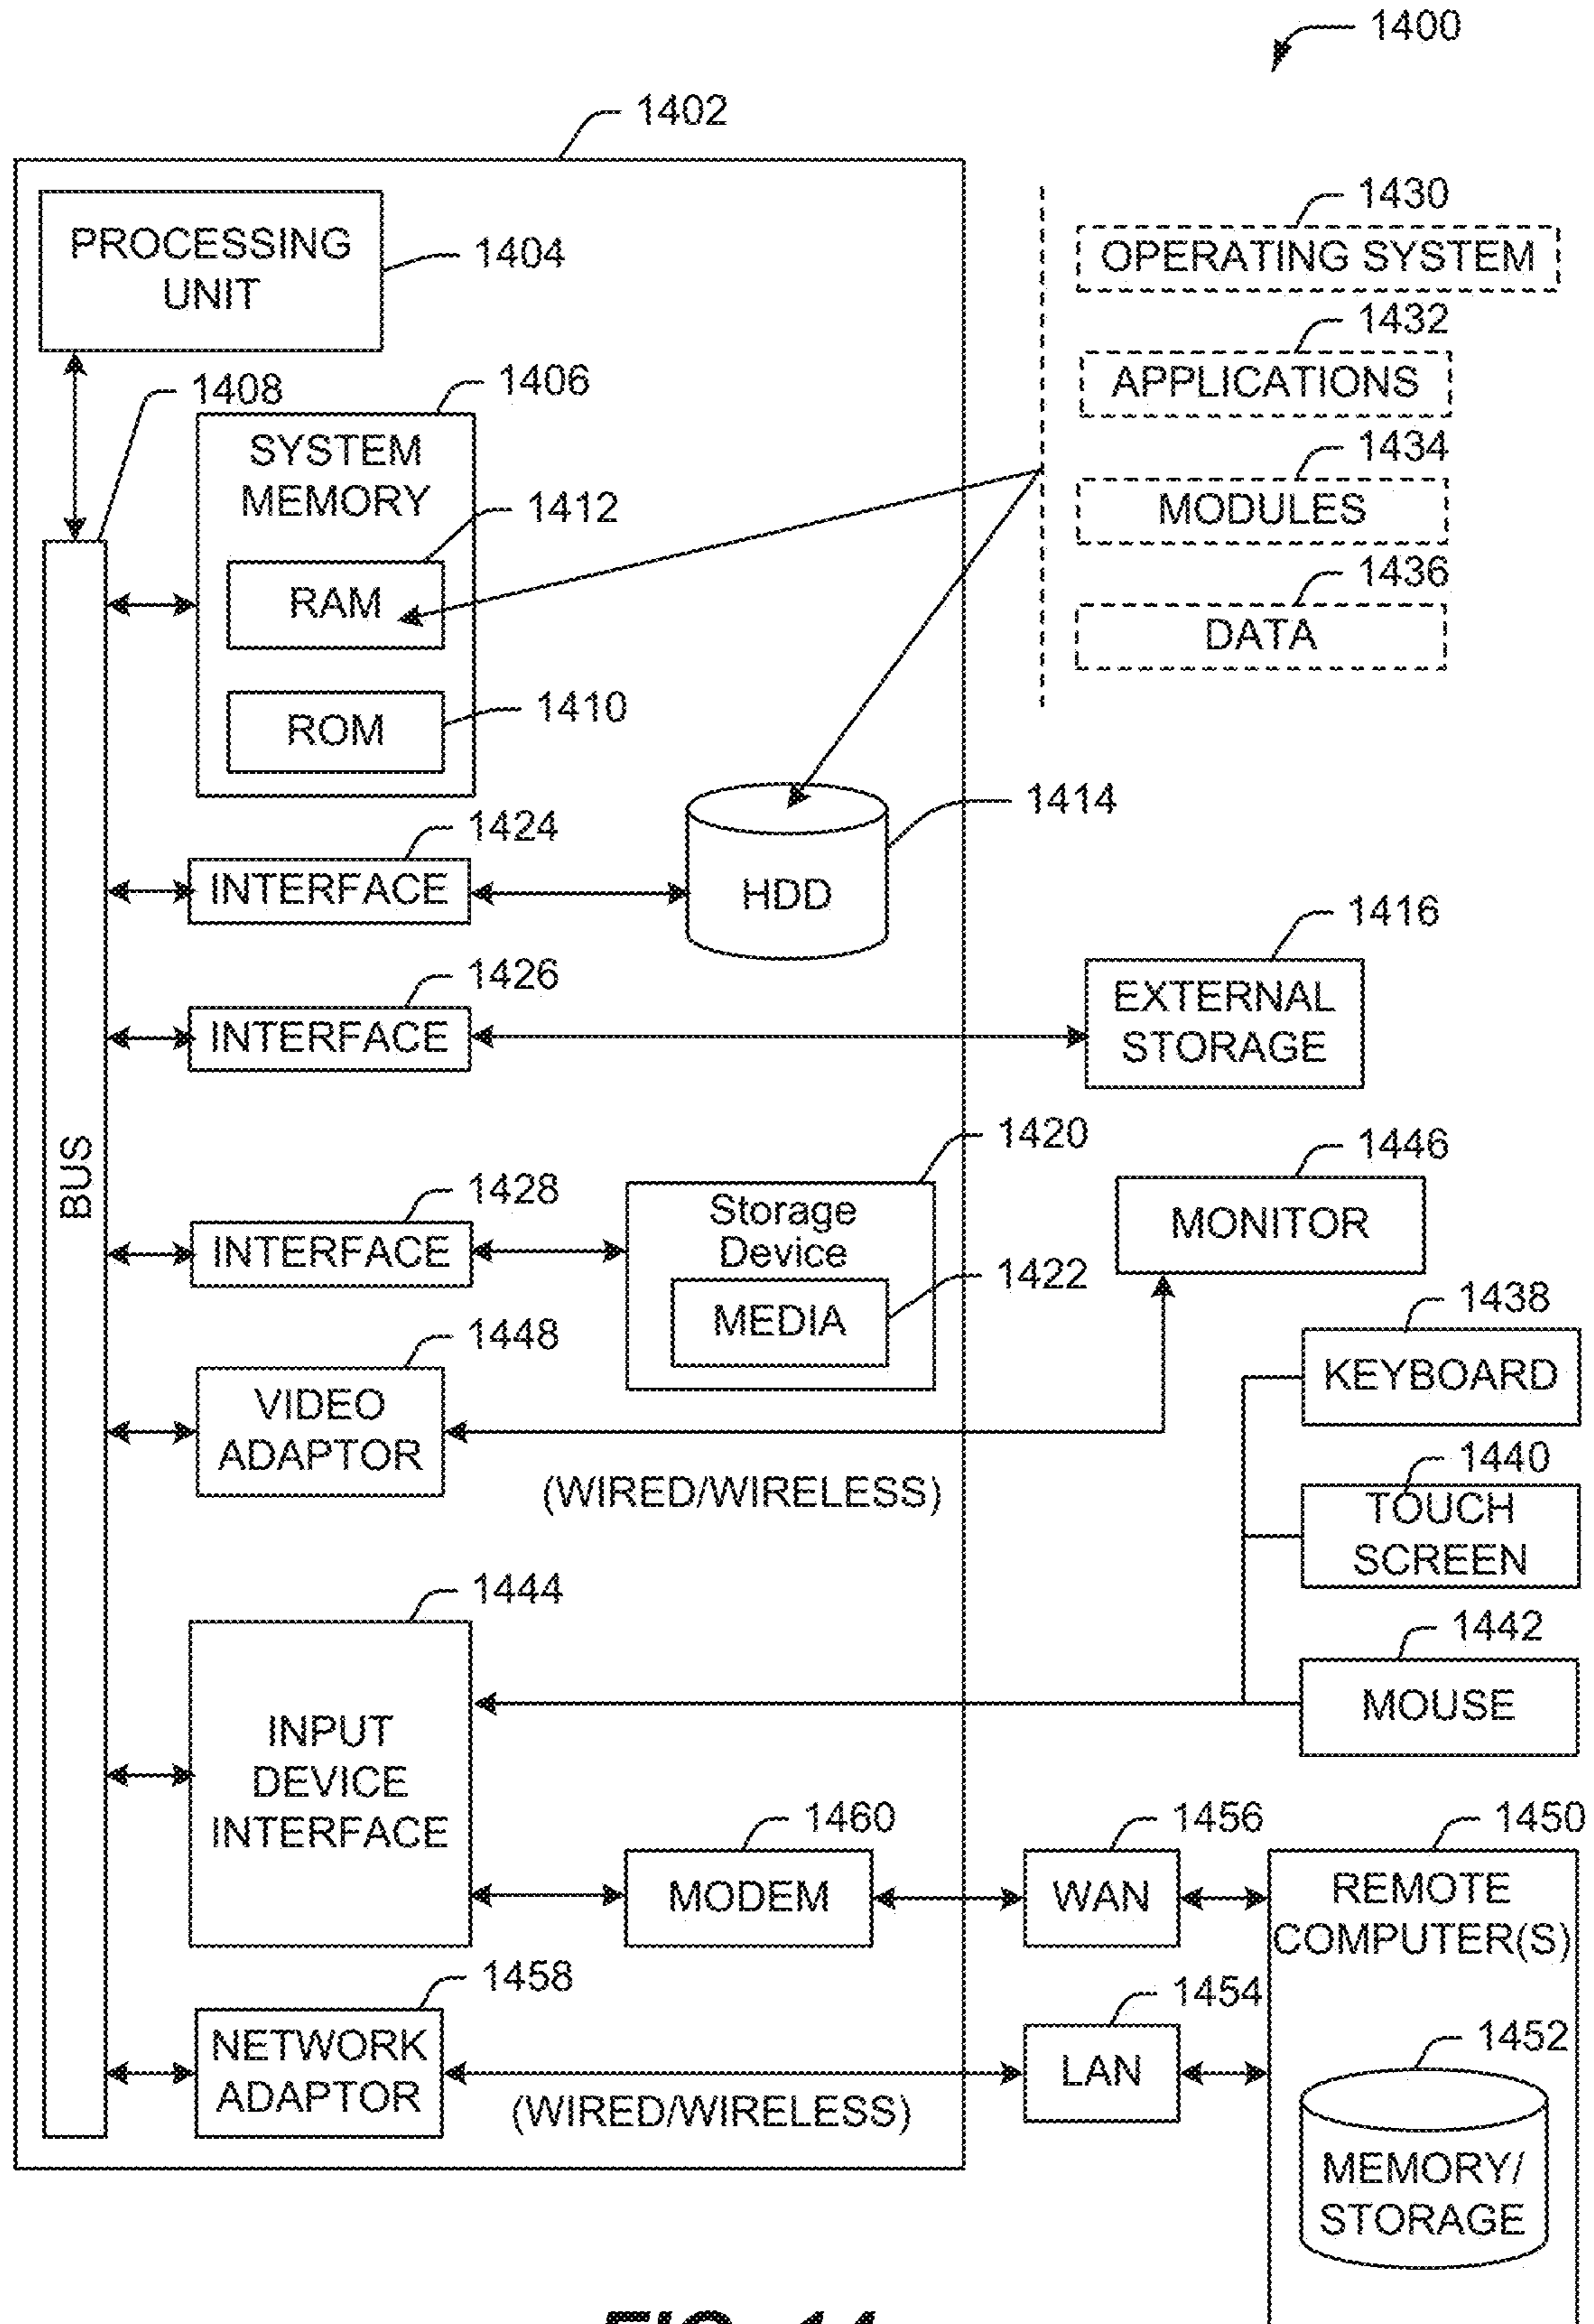 1400
1402
PROCESSING
UNIT
1404
1430
OPERATING SYSTEM
1432
APPLICATIONS
1434
MODULES
1436
DATA
1408
1406
SYSTEM
MEMORY
1412
RAM
1410
ROM
1424
INTERFACE
1414
HDD
1426
INTERFACE
1416
EXTERNAL
STORAGE
BUS
1428
INTERFACE
1420
Storage
Device
1422
MEDIA
1446
MONITOR
1448
VIDEO
ADAPTOR
(WIRED/WIRELESS)
1438
KEYBOARD
1440
TOUCH
SCREEN
1442
MOUSE
1444
INPUT
DEVICE
INTERFACE
1460
MODEM
1456
WAN
1450
REMOTE
COMPUTER(S)
1458
NETWORK
ADAPTOR
(WIRED/WIRELESS)
1454
LAN
1452
MEMORY/
STORAGE